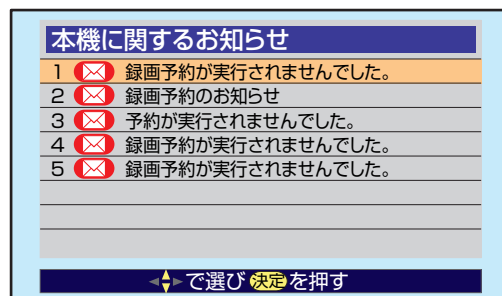 本機に関するお知らせ
1 録画予約が実行されませんでした。
2 録画予約のお知らせ
3 予約が実行されませんでした。
4 録画予約が実行されませんでした。
5 録画予約が実行されませんでした。
で選び 決定 を押す